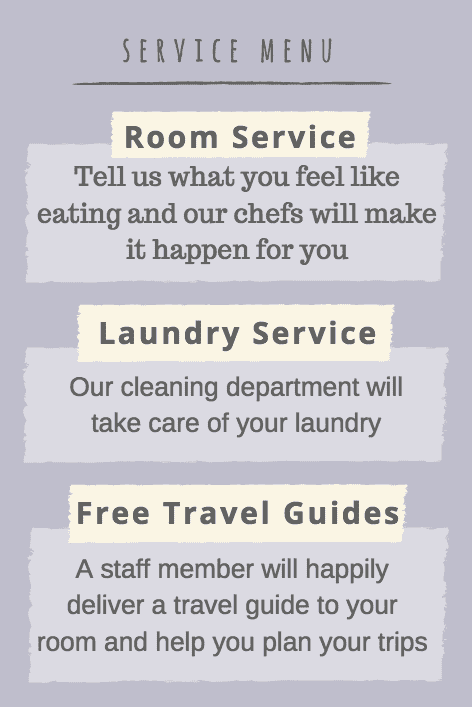 SERVICE MENU
Room Service
Tell us what you feel like
eating and our chefs will make
it happen for you
Laundry Service
Our cleaning department will
take care of your laundry
Free Travel Guides
A staff member will happily
deliver a travel guide to your
room and help you plan your trips